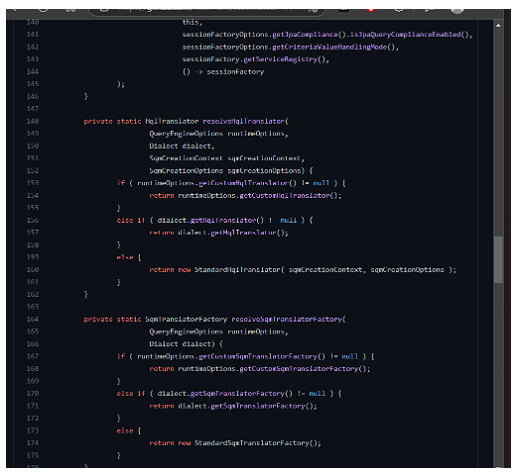 140 this,
141 sessionFactoryOptions.getJpaCompliance().isJpaQueryComplianceEnabled(),
142 sessionFactoryOptions.getCriteriaValueHandlingMode(),
143 sessionFactory.getServiceRegistry(),
144 () -> sessionFactory
145 );
146 }
147
148 private static HqlTranslator resolveHqlTranslator(
149 QueryEngineOptions runtimeOptions,
150 Dialect dialect,
151 SqmCreationContext sqmCreationContext,
152 SqmCreationOptions sqmCreationOptions) {
153 if ( runtimeOptions.getCustomHqlTranslator() != null ) {
154 return runtimeOptions.getCustomHqlTranslator();
155 }
156 else if ( dialect.getHqlTranslator() != null ) {
157 return dialect.getHqlTranslator();
158 }
159 else {
160 return new StandardHqlTranslator( sqmCreationContext, sqmCreationOptions );
161 }
162 }
163
164 private static SqmTranslatorFactory resolveSqmTranslatorFactory(
165 QueryEngineOptions runtimeOptions,
166 Dialect dialect) {
167 if ( runtimeOptions.getCustomSqmTranslatorFactory() != null ) {
168 return runtimeOptions.getCustomSqmTranslatorFactory();
169 }
170 else if ( dialect.getSqmTranslatorFactory() != null ) {
171 return dialect.getSqmTranslatorFactory();
172 }
173 else {
174 return new StandardSqmTranslatorFactory();
175 }
176 }